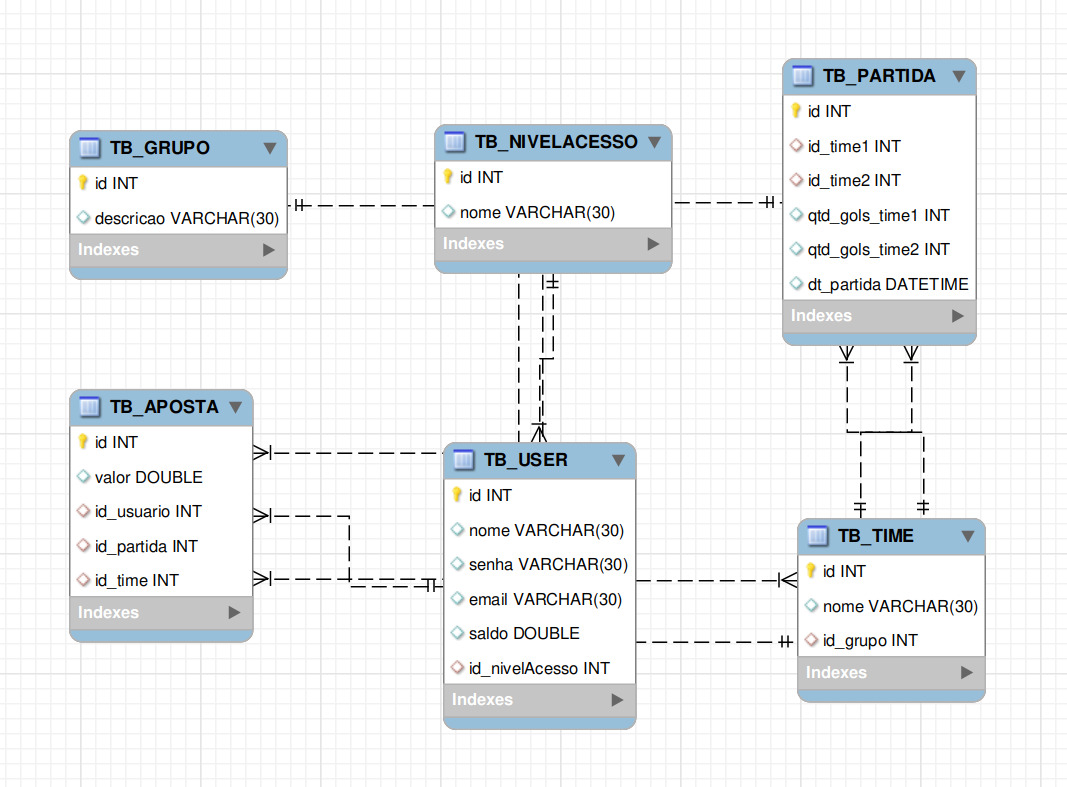 TB_GRUPO
id INT
descricao VARCHAR(30)
Indexes
TB_NIVELACESSO
id INT
nome VARCHAR(30)
Indexes
TB_PARTIDA
id INT
id_time1 INT
id_time2 INT
qtd_gols_time1 INT
qtd_gols_time2 INT
dt_partida DATETIME
Indexes
TB_APOSTA
id INT
valor DOUBLE
id_usuario INT
id_partida INT
id_time INT
Indexes
TB_USER
id INT
nome VARCHAR(30)
senha VARCHAR(30)
email VARCHAR(30)
saldo DOUBLE
id_nivelAcesso INT
Indexes
TB_TIME
id INT
nome VARCHAR(30)
id_grupo INT
Indexes